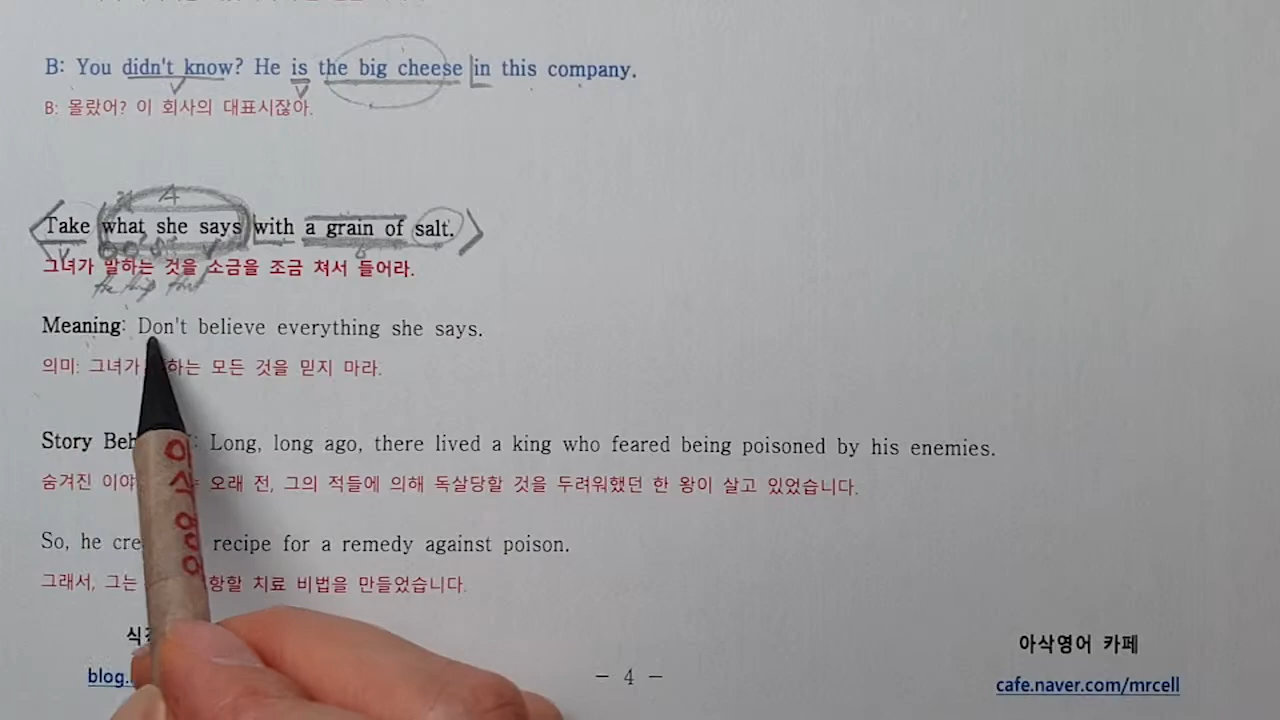 B: You didn't know? He is the big cheese in this company.
B: 몰랐어? 이 회사의 대표시잖아.
4
Take what she says with a grain of salt.
그녀가 말하는 것을 소금을 조금 쳐서 들어라.
the thing that
Meaning: Don't believe everything she says.
의미: 그녀가 하는 모든 것을 믿지 마라.
Story Beh : Long, long ago, there lived a king who feared being poisoned by his enemies.
숨겨진 이야 오래 전, 그의 적들에 의해 독살당할 것을 두려워했던 한 왕이 살고 있었습니다.
So, he cre recipe for a remedy against poison.
그래서, 그는 항할 치료 비법을 만들었습니다.
아삭영어 카페
blog.
- 4 -
cafe.naver.com/mrcell